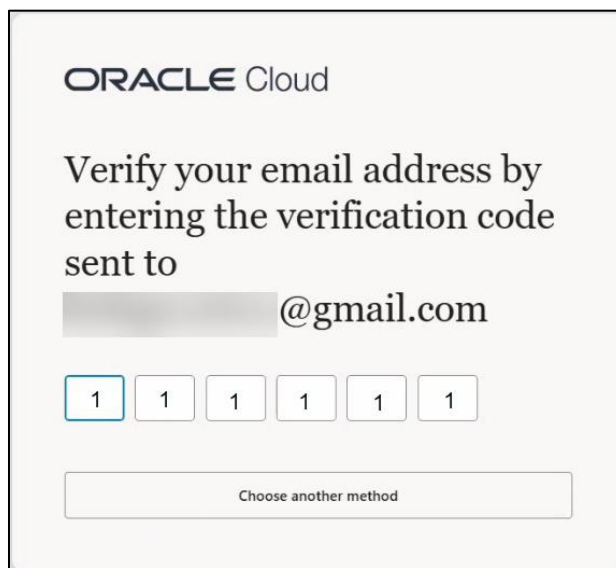 ORACLE Cloud
Verify your email address by
entering the verification code
sent to
@gmail.com
1 1 1 1 1 1
Choose another method